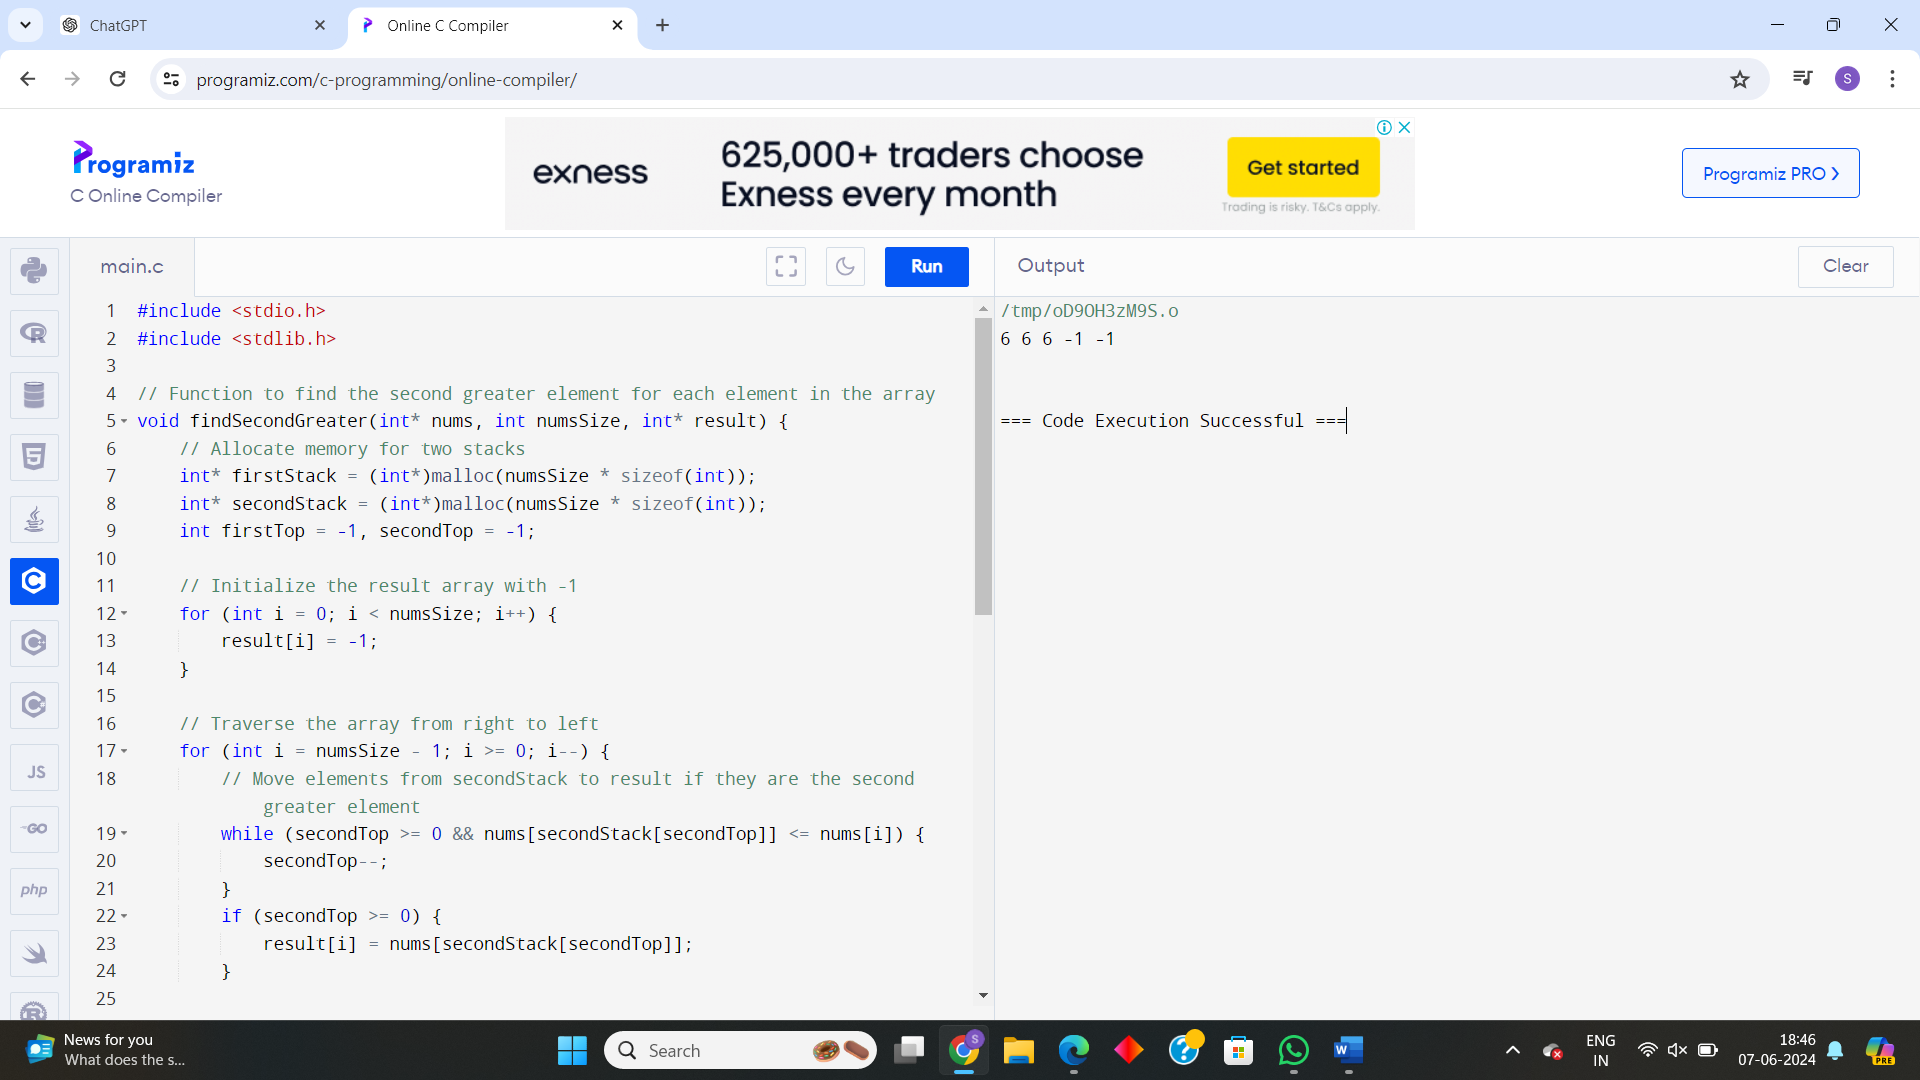 ChatGPT
Online C Compiler
programiz.com/c-programming/online-compiler/
S
Programiz
C Online Compiler
exness
625,000+ traders choose
Exness every month
Get started
Trading is risky. T&Cs apply.
Programiz PRO
main.c
Run
Output
Clear
1 #include <stdio.h>
2 #include <stdlib.h>
3
4 // Function to find the second greater element for each element in the array
5 void findSecondGreater(int* nums, int numsSize, int* result) {
6 // Allocate memory for two stacks
7 int* firstStack = (int*)malloc(numsSize * sizeof(int));
8 int* secondStack = (int*)malloc(numsSize * sizeof(int));
9 int firstTop = -1, secondTop = -1;
10
11 // Initialize the result array with -1
12 for (int i = 0; i < numsSize; i++) {
13 result[i] = -1;
14 }
15
16 // Traverse the array from right to left
17 for (int i = numsSize - 1; i >= 0; i--) {
18 // Move elements from secondStack to result if they are the second
greater element
19 while (secondTop >= 0 && nums[secondStack[secondTop]] <= nums[i]) {
20 secondTop--;
21 }
22 if (secondTop >= 0) {
23 result[i] = nums[secondStack[secondTop]];
24 }
25
/tmp/oD9OH3zM9S.o
6 6 6 -1 -1
=== Code Execution Successful ===
JS
GO
php
News for you
What does the s...
Search
S
W
ENG
IN
18:46
07-06-2024
PRE